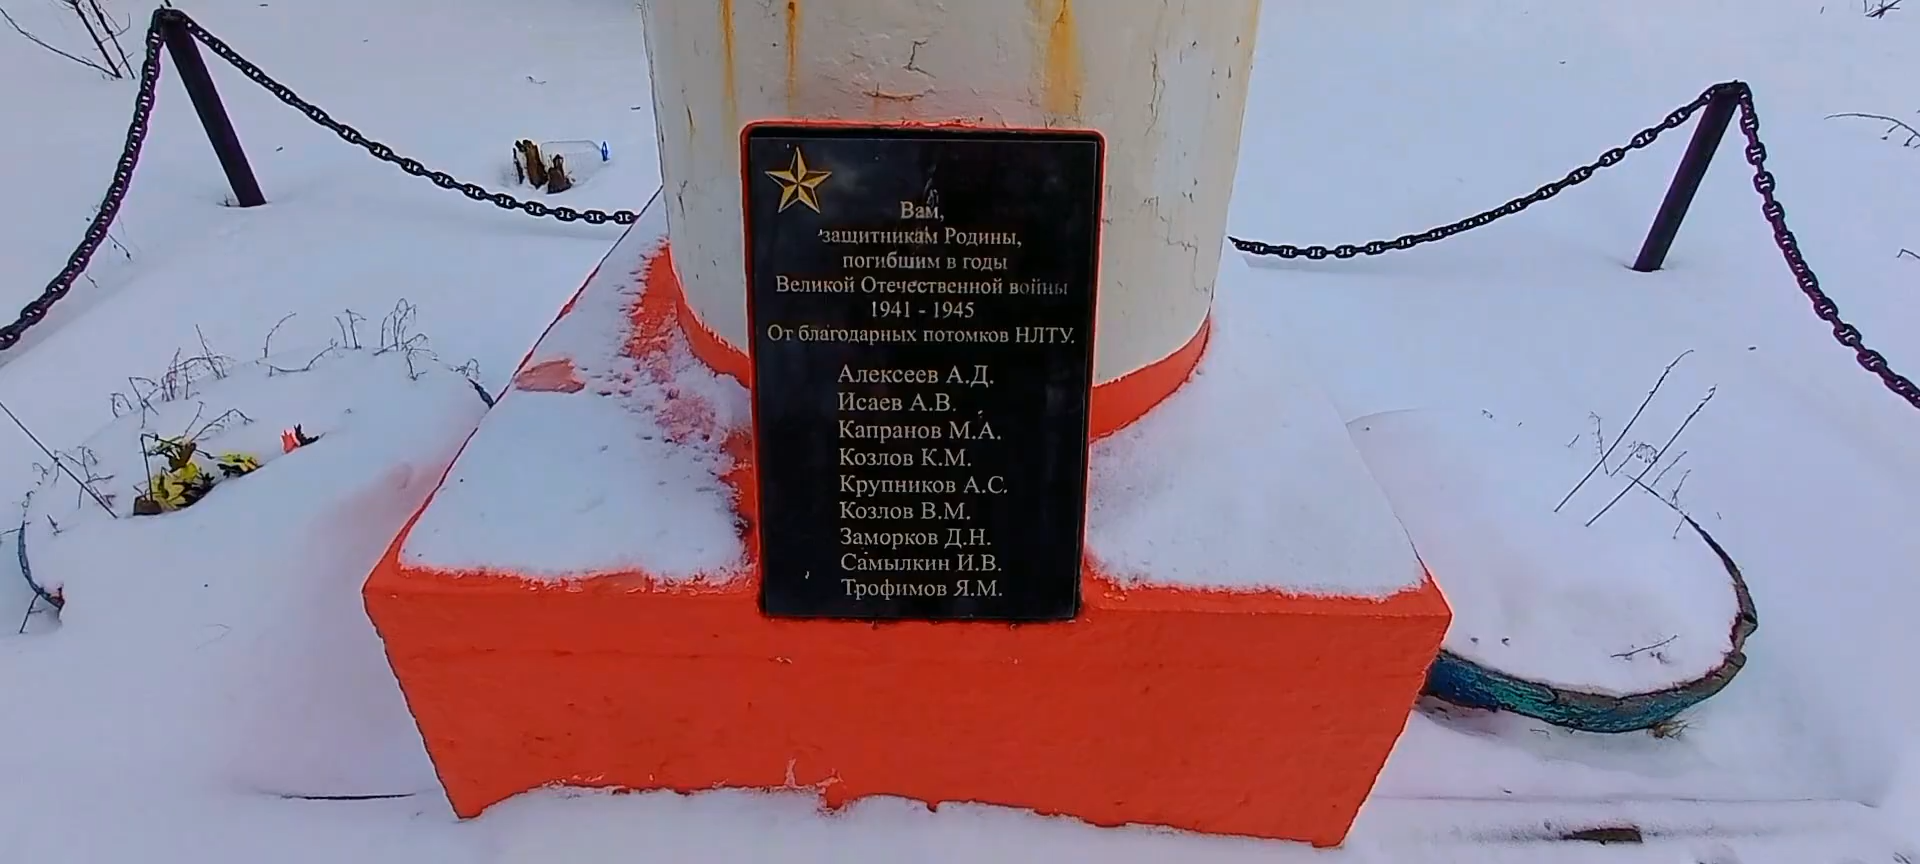 Вам,
защитникам Родины,
погибшим в годы
Великой Отечественной войны
1941 - 1945
От благодарных потомков НЛТУ.
Алексеев А.Д.
Исаев А.В.
Капранов М.А.
Козлов К.М.
Крупников А.С.
Козлов В.М.
Заморков Д.Н.
Самылкин И.В.
Трофимов Я.М.